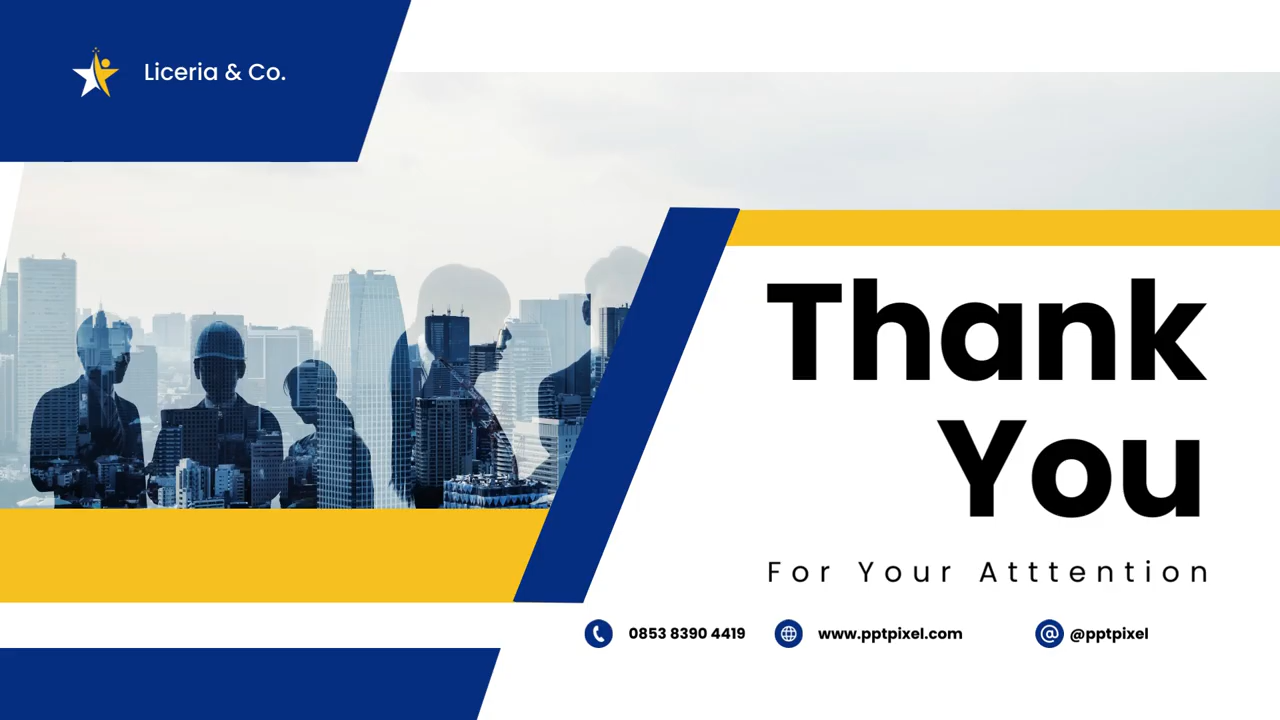 Liceria & Co.
Thank
You
For Your Atttention
0853 8390 4419
www.pptpixel.com
@pptpixel